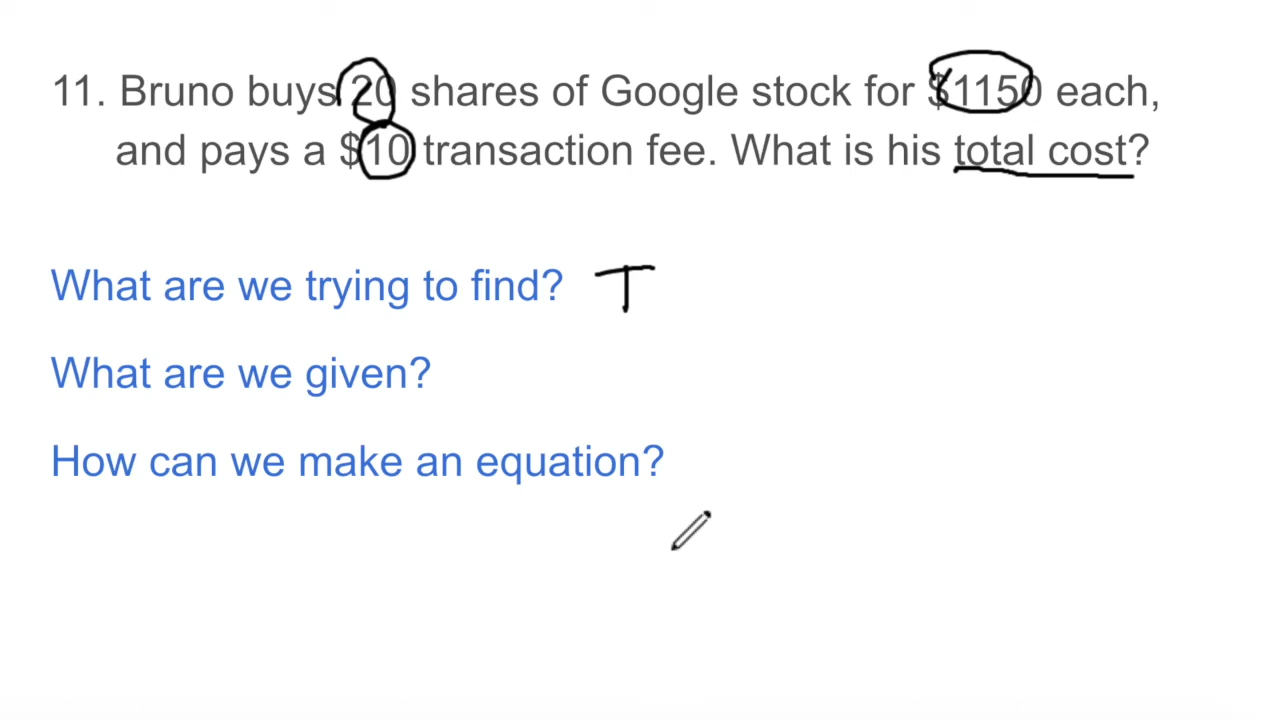 11. Bruno buys 20 shares of Google stock for $1150 each,
and pays a $10 transaction fee. What is his total cost?
What are we trying to find? T
What are we given?
How can we make an equation?